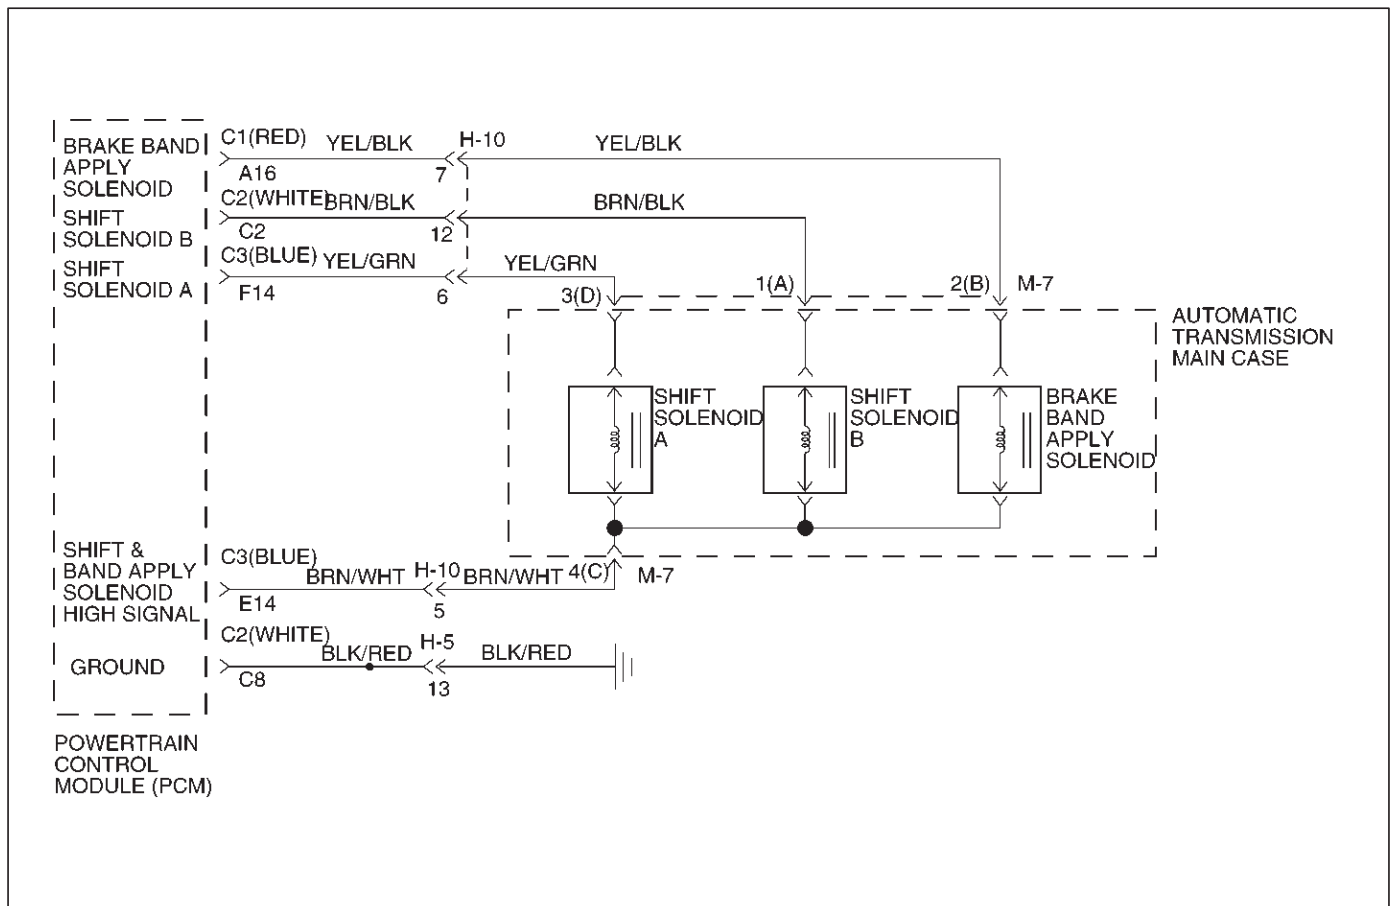 BRAKE BAND
APPLY
SOLENOID
C1(RED)
YEL/BLK
H-10
YEL/BLK
A16
7
SHIFT
SOLENOID B
C2(WHITE)
BRN/BLK
BRN/BLK
C2
12
SHIFT
SOLENOID A
C3(BLUE)
YEL/GRN
YEL/GRN
F14
6
3(D)
1(A)
2(B)
M-7
AUTOMATIC
TRANSMISSION
MAIN CASE
SHIFT
SOLENOID
A
SHIFT
SOLENOID
B
BRAKE
BAND
APPLY
SOLENOID
SHIFT &
BAND APPLY
SOLENOID
HIGH SIGNAL
C3(BLUE)
BRN/WHT
H-10
BRN/WHT
4(C)
M-7
E14
5
GROUND
C2(WHITE)
BLK/RED
H-5
BLK/RED
C8
13
POWERTRAIN
CONTROL
MODULE (PCM)